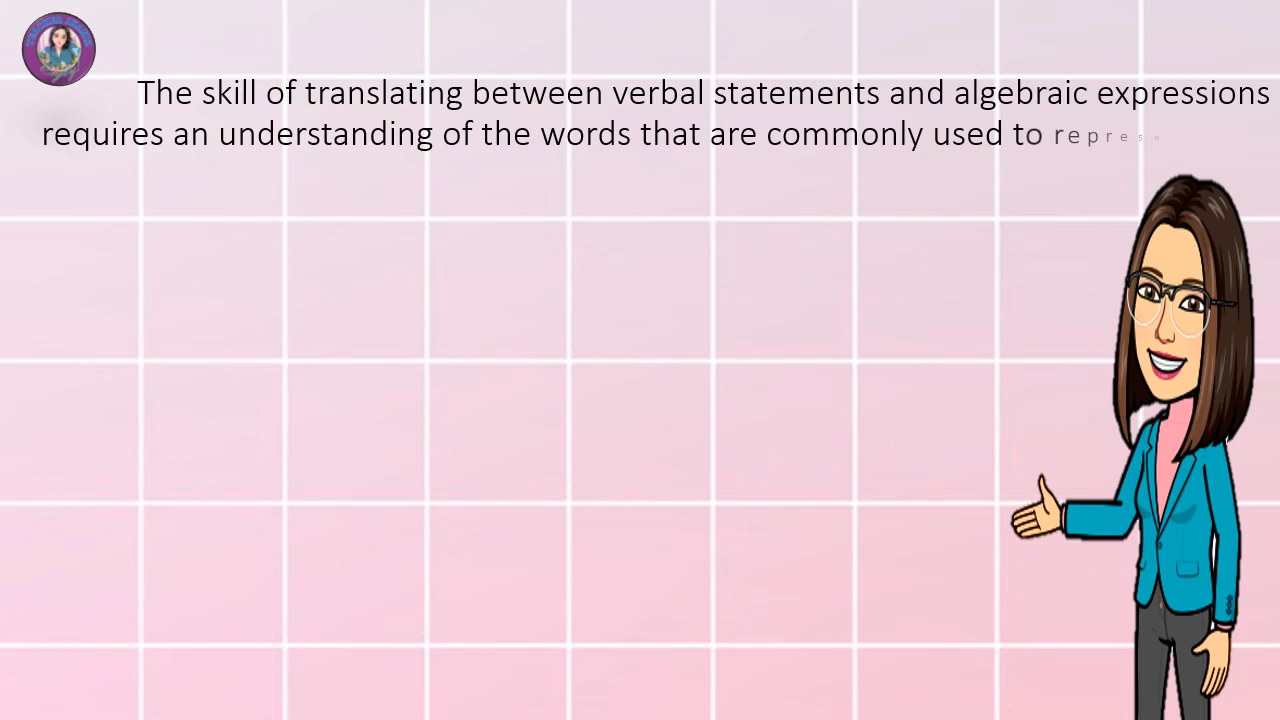 The skill of translating between verbal statements and algebraic expressions
requires an understanding of the words that are commonly used to